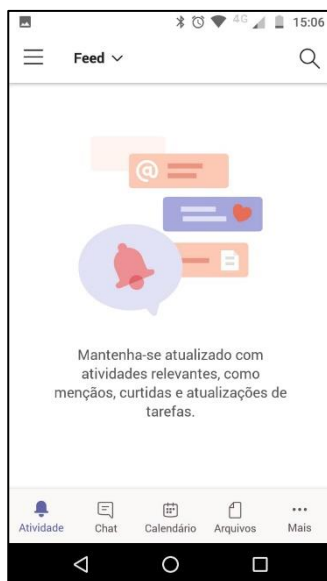 4G 15:06
Feed
@
Mantenha-se atualizado com
atividades relevantes, como
menções, curtidas e atualizações de
tarefas.
Atividade Chat Calendário Arquivos Mais